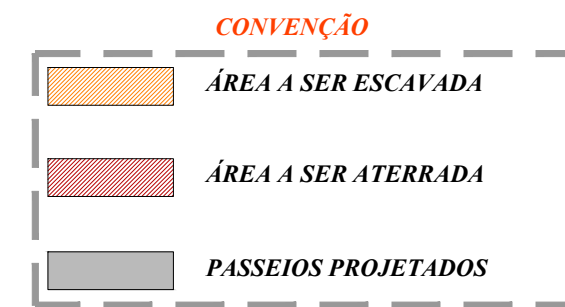 CONVENÇÃO
ÁREA A SER ESCAVADA
ÁREA A SER ATERRADA
PASSEIOS PROJETADOS